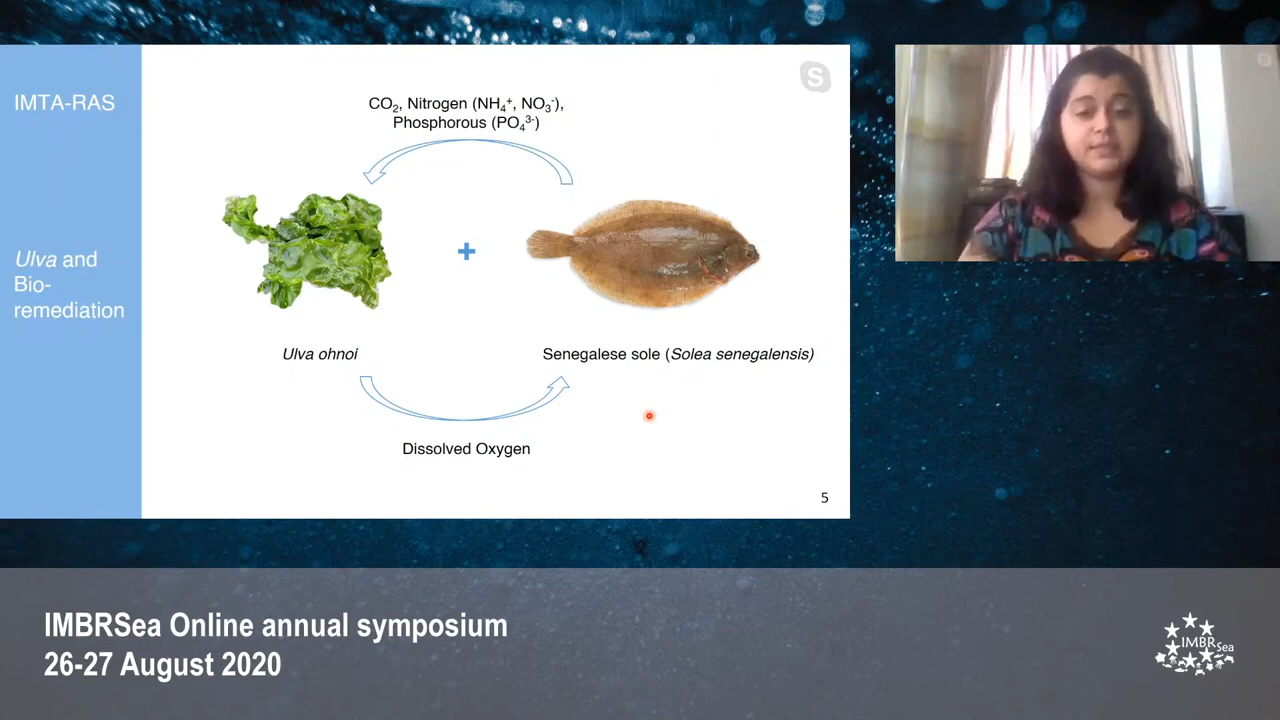 IMTA-RAS
Ulva and
Bio-
remediation
CO₂, Nitrogen (NH₄⁺, NO₃⁻),
Phosphorous (PO₄³⁻)
Ulva ohnoi
Senegalese sole (Solea senegalensis)
Dissolved Oxygen
5
IMBRSea Online annual symposium
26-27 August 2020
IMBRSea